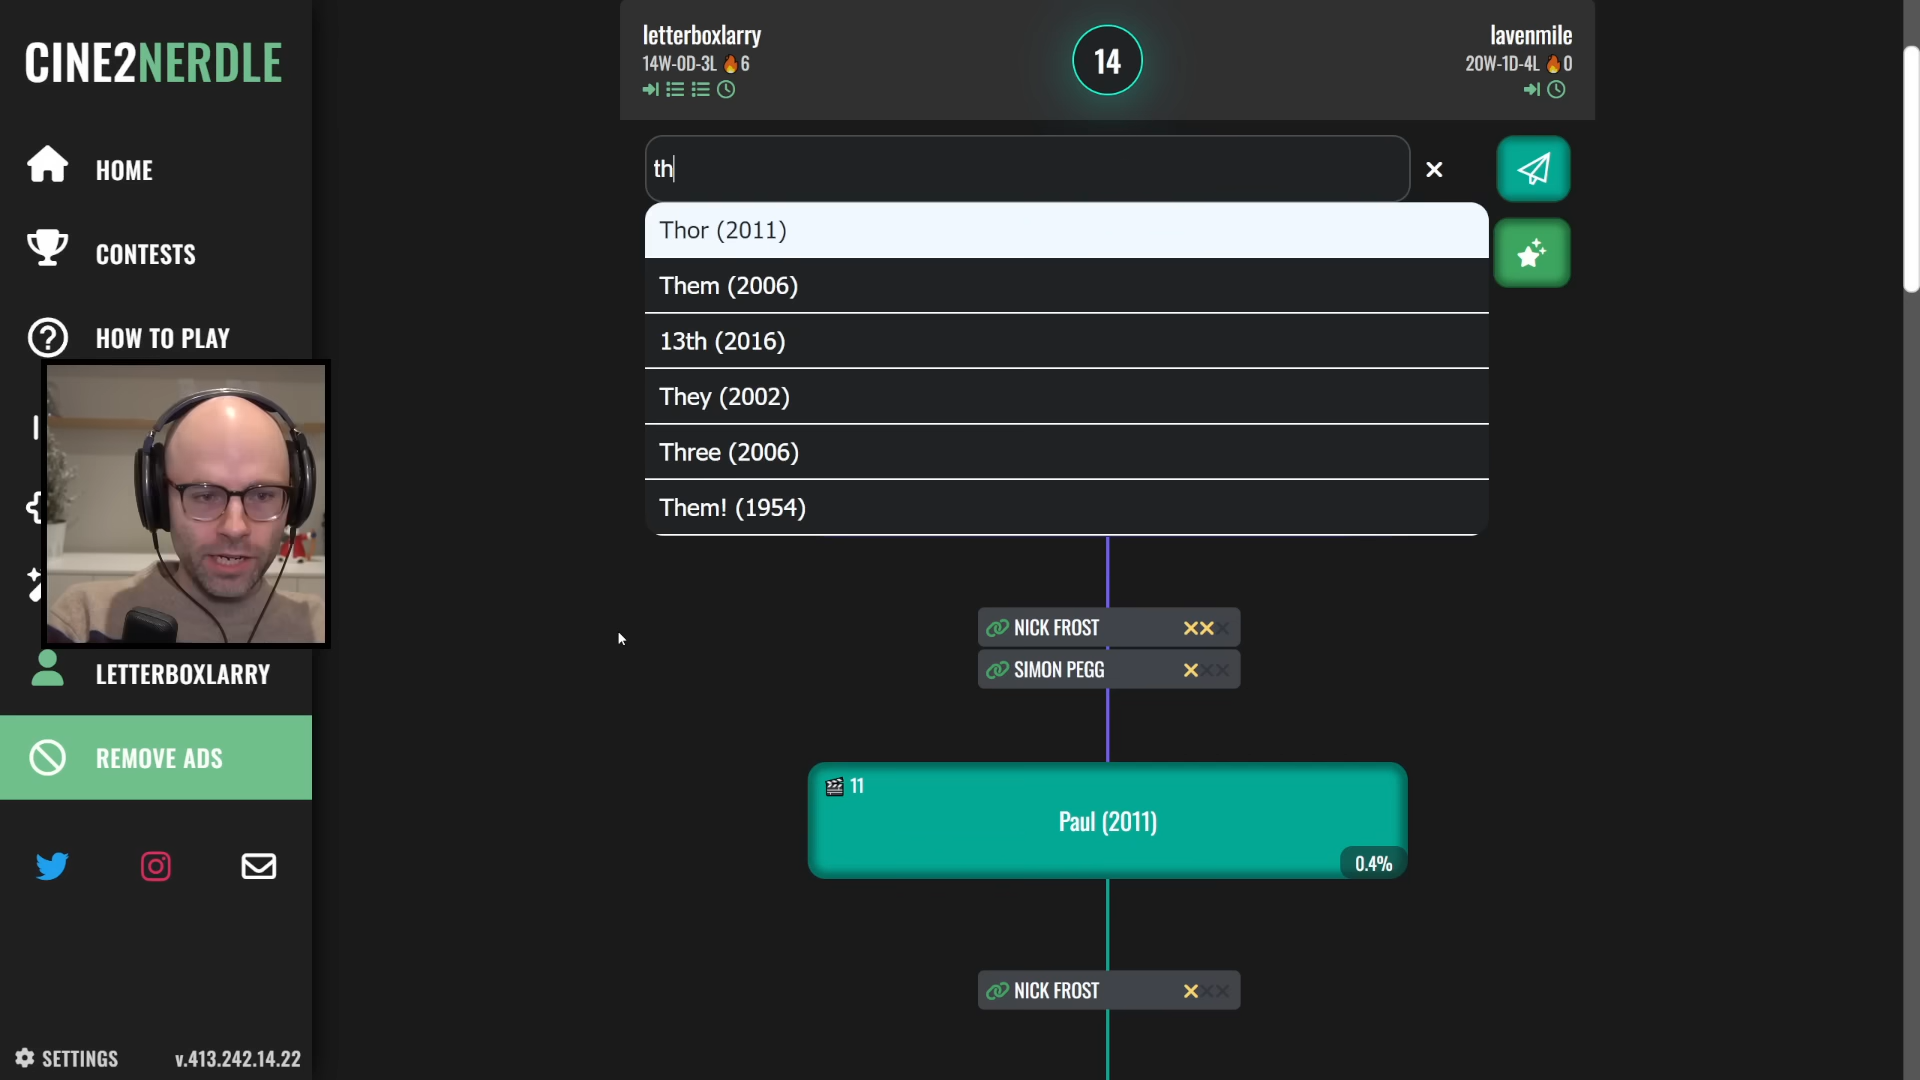 CINE2NERDLE
HOME
CONTESTS
HOW TO PLAY
LETTERBOXLARRY
REMOVE ADS
SETTINGS
v.413.242.14.22
letterboxlarry
14W-0D-3L 🔥6
14
lavenmile
20W-1D-4L 🔥0
th
Thor (2011)
Them (2006)
13th (2016)
They (2002)
Three (2006)
Them! (1954)
NICK FROST
SIMON PEGG
11
Paul (2011)
0.4%
NICK FROST